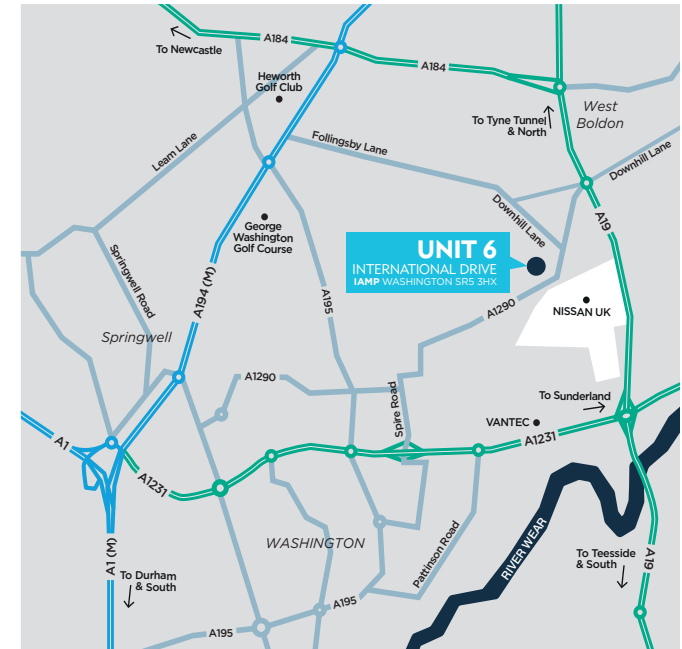 A184
To Newcastle
A184
Heworth
Golf Club
West
Boldon
To Tyne Tunnel
& North
Follingsby Lane
Leam Lane
Downhill Lane
Downhill Lane
A19
George
Washington
Golf Course
UNIT 6
INTERNATIONAL DRIVE
IAMP WASHINGTON SR5 3HX
Springwell Road
A194 (M)
A195
A1290
NISSAN UK
Springwell
A1290
Spire Road
To Sunderland
VANTEC
A1
A1231
A1231
WASHINGTON
Pattinson Road
RIVER WEAR
A1 (M)
To Durham
& South
To Teesside
& South
A19
A195
A195